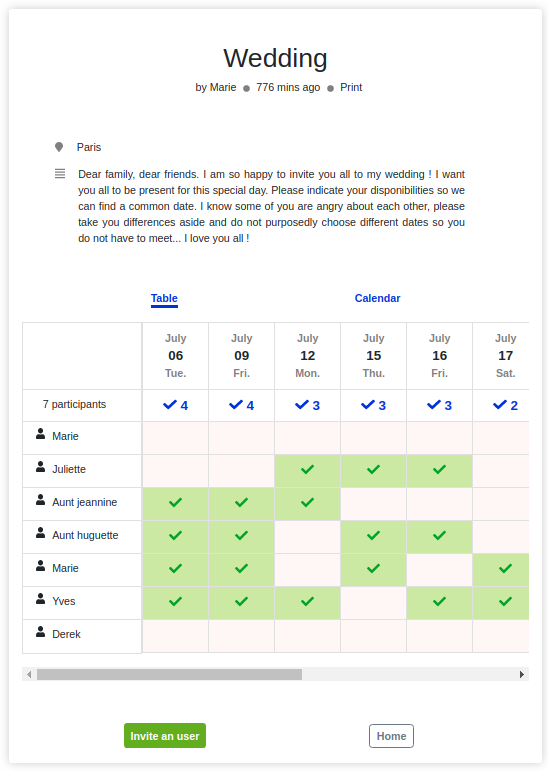 Wedding
by Marie ● 776 mins ago ● Print
Paris
Dear family, dear friends. I am so happy to invite you all to my wedding ! I want
you all to be present for this special day. Please indicate your disponibilities so we
can find a common date. I know some of you are angry about each other, please
take you differences aside and do not purposedly choose different dates so you
do not have to meet... I love you all !
Table Calendar
July July July July July July
06 09 12 15 16 17
Tue. Fri. Mon. Thu. Fri. Sat.
7 participants 4 4 3 3 3 2
Marie
Juliette
Aunt jeannine
Aunt huguette
Marie
Yves
Derek
Invite an user Home